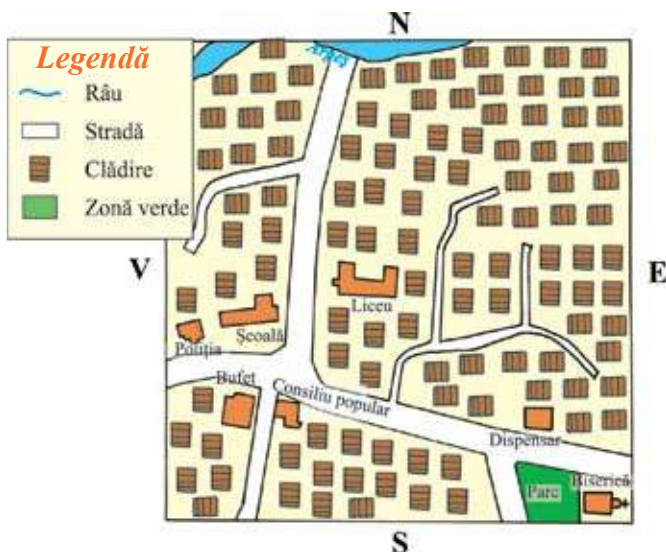 N
Legendă
Râu
Stradă
Clădire
Zonă verde
V
E
Liceu
Școală
Poliția
Bufet
Consiliu popular
Dispensar
Biserică
Parc
S